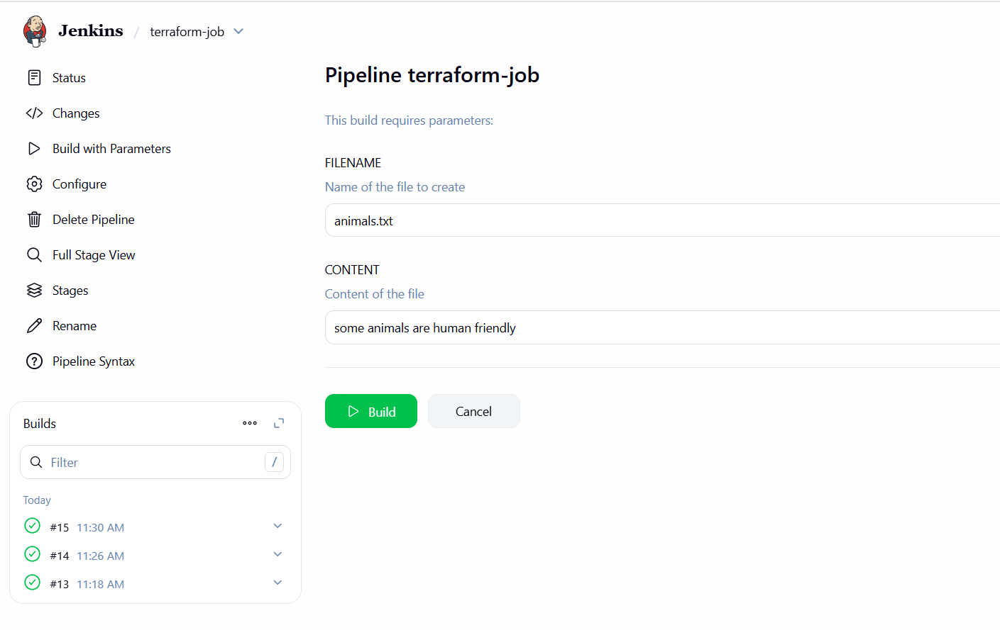 Jenkins / terraform-job
Status
Changes
Build with Parameters
Configure
Delete Pipeline
Full Stage View
Stages
Rename
Pipeline Syntax
Builds
Filter /
Today
#15 11:30 AM
#14 11:26 AM
#13 11:18 AM
Pipeline terraform-job
This build requires parameters:
FILENAME
Name of the file to create
animals.txt
CONTENT
Content of the file
some animals are human friendly
Build Cancel